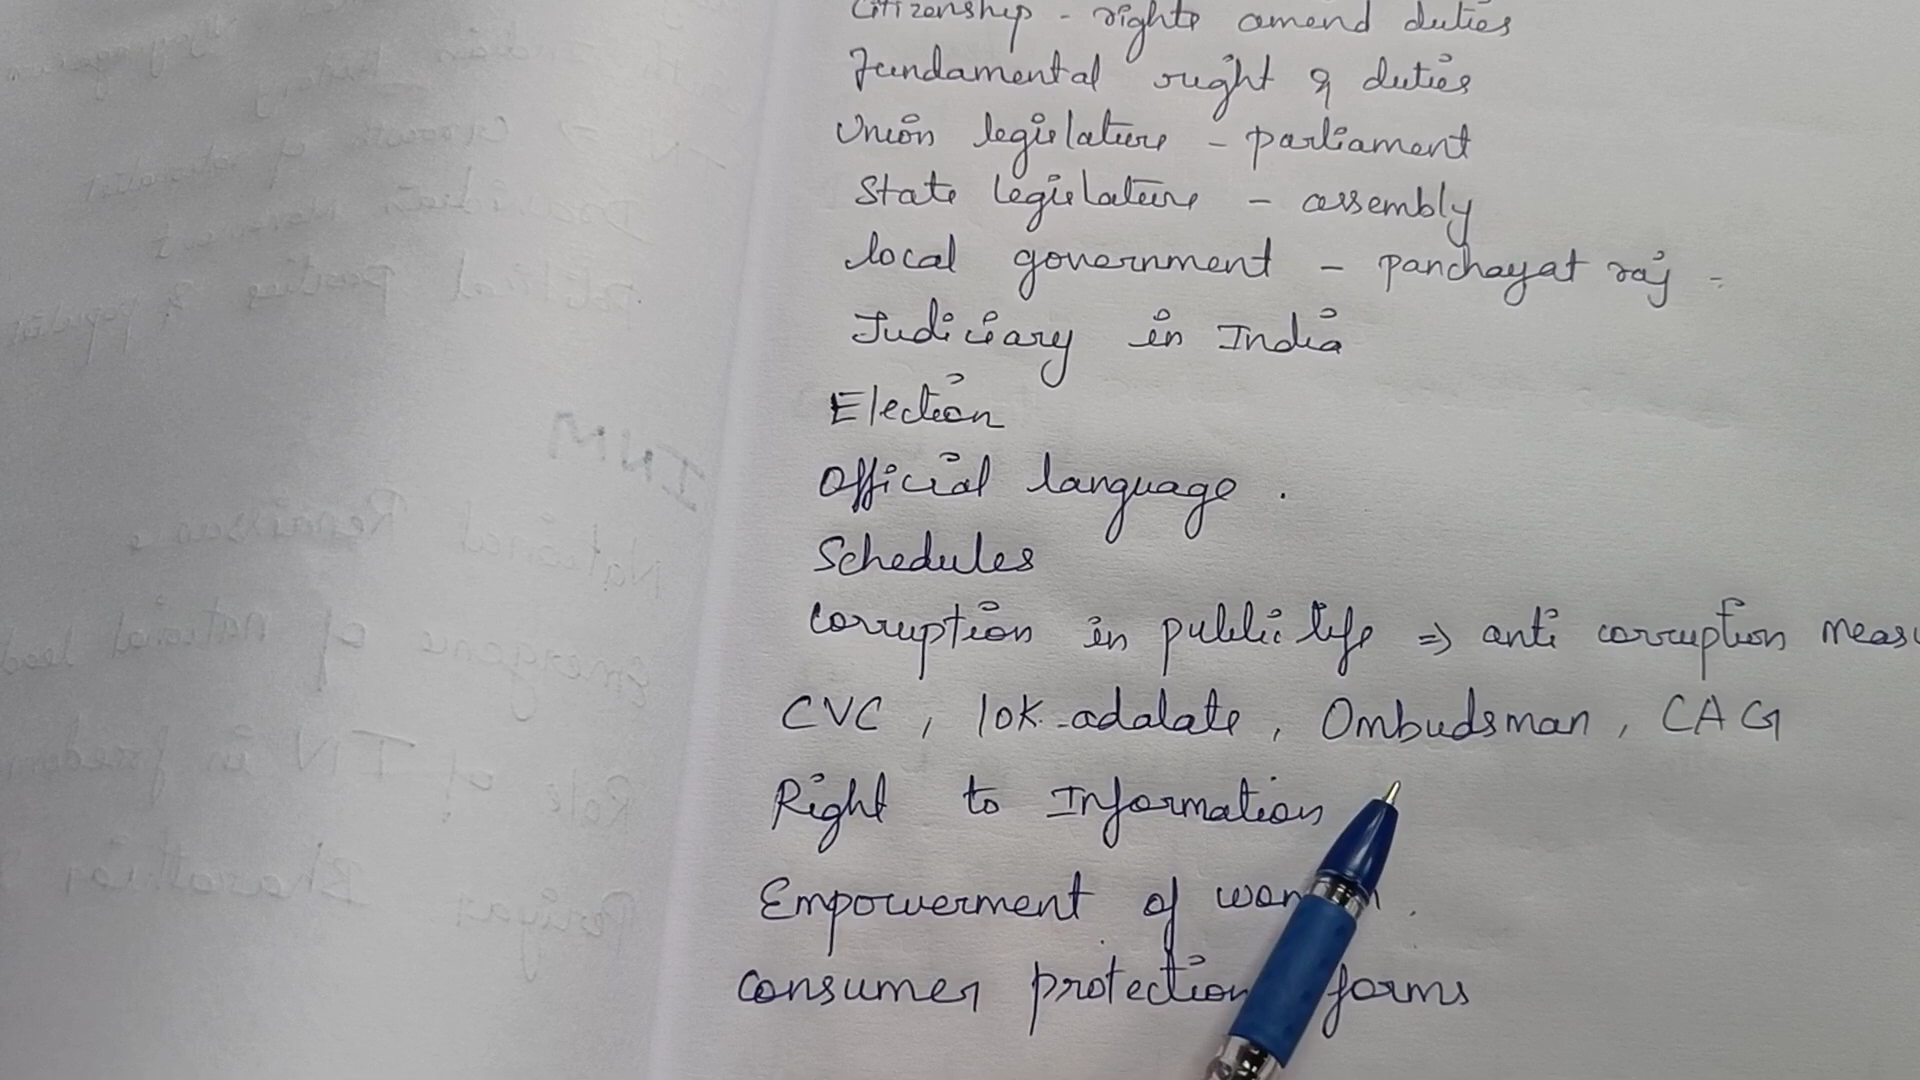 Citizenship - rights amend duties
Fundamental right & duties
Union legislature - parliament
State legislature - assembly
local government - panchayat raj -
Judiciary in India
Election
Official language .
Schedules
Corruption in public life => anti corruption
CVC , lok-adalate , Ombudsman , CAG
Right to Information
Empowerment of
consumer protection forms